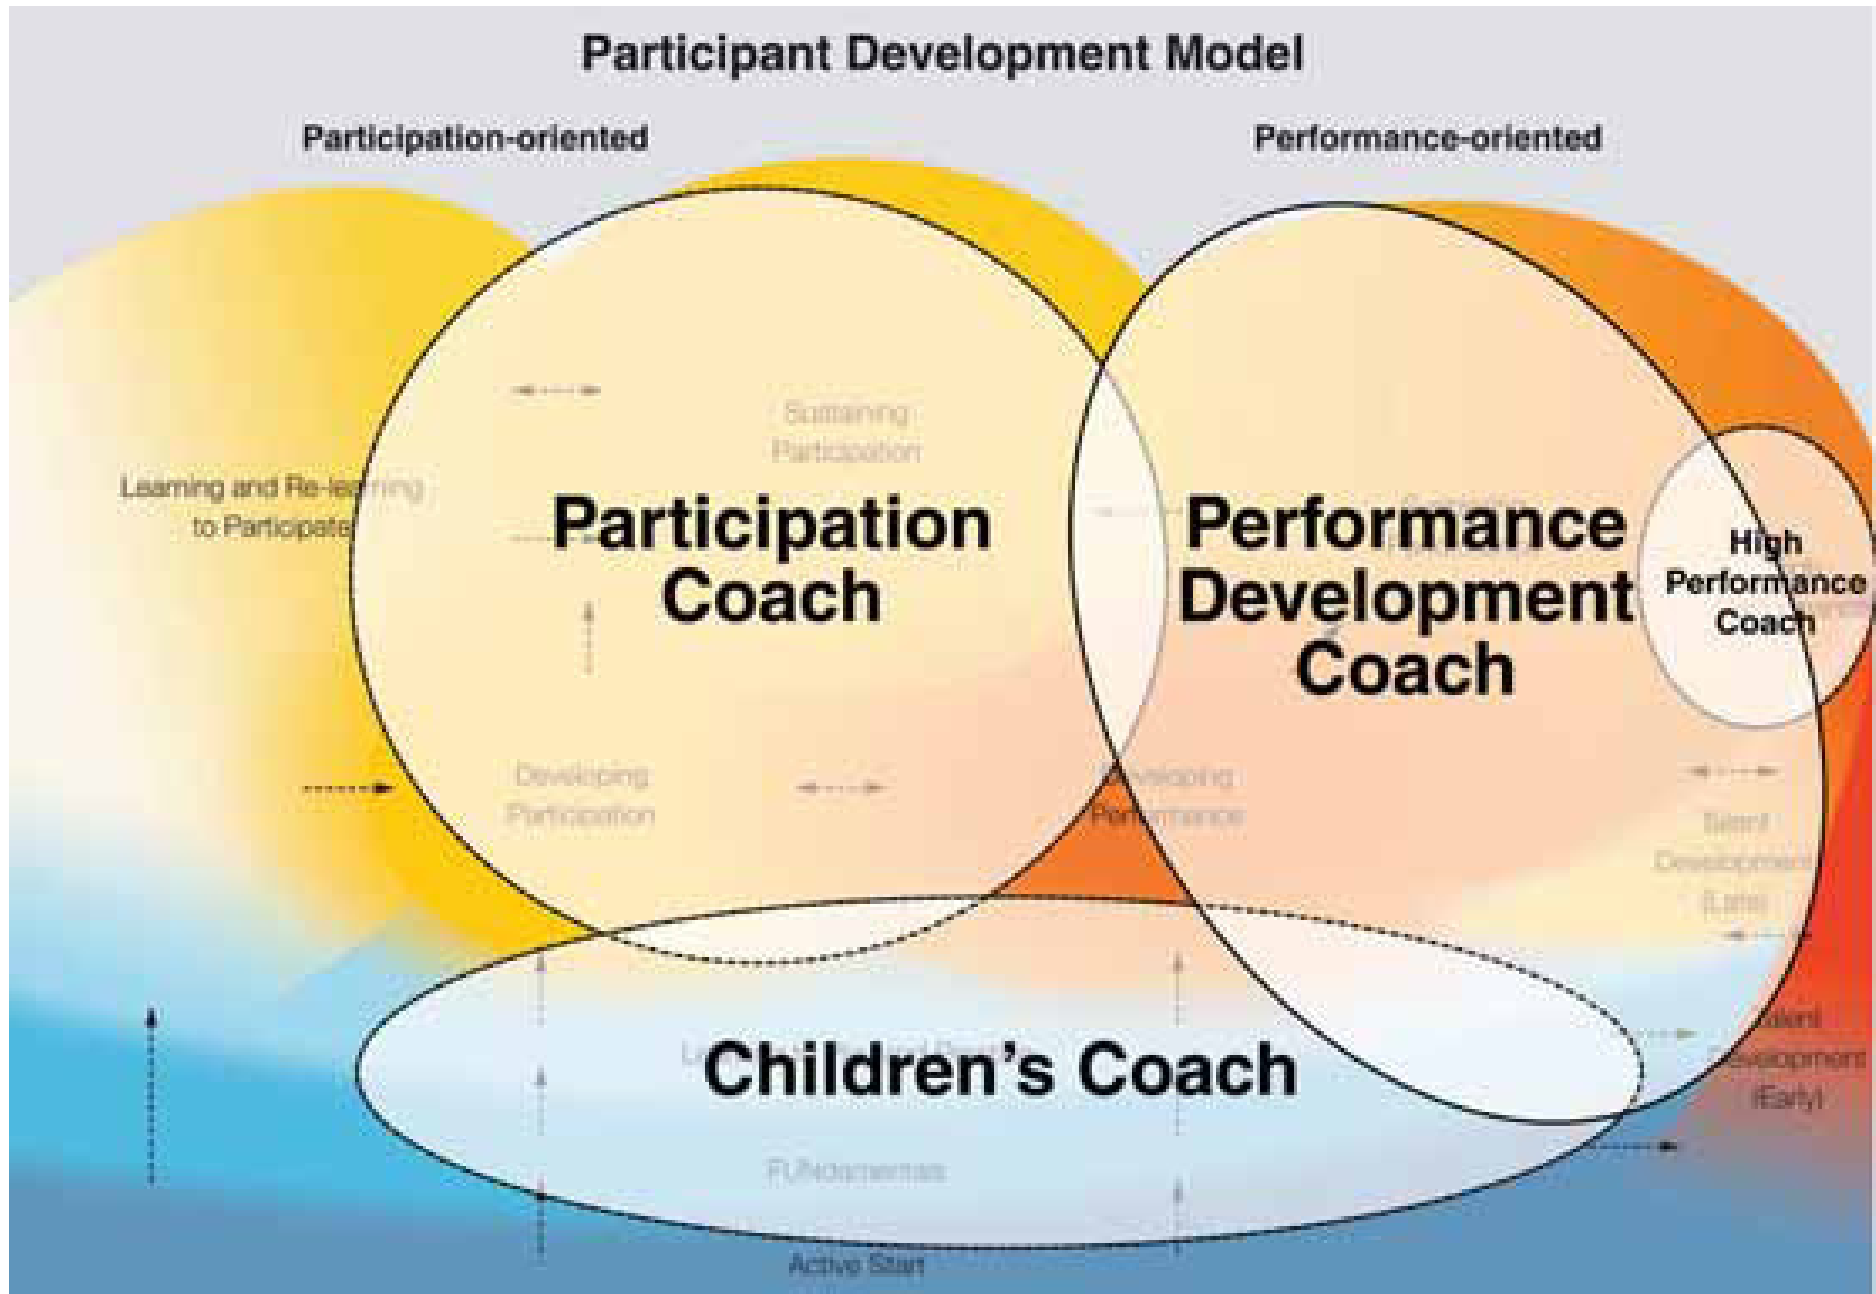 Participant Development Model
Participation-oriented
Performance-oriented
Sustaining
Participation
Learning and Re-learning
to Participate
Participation
Coach
Performance
Development
Coach
High
Performance
Coach
Developing
Participation
Developing
Performance
Talent
Development
(Late)
Talent
Development
(Early)
Children's Coach
FUNdamentals
Active Start